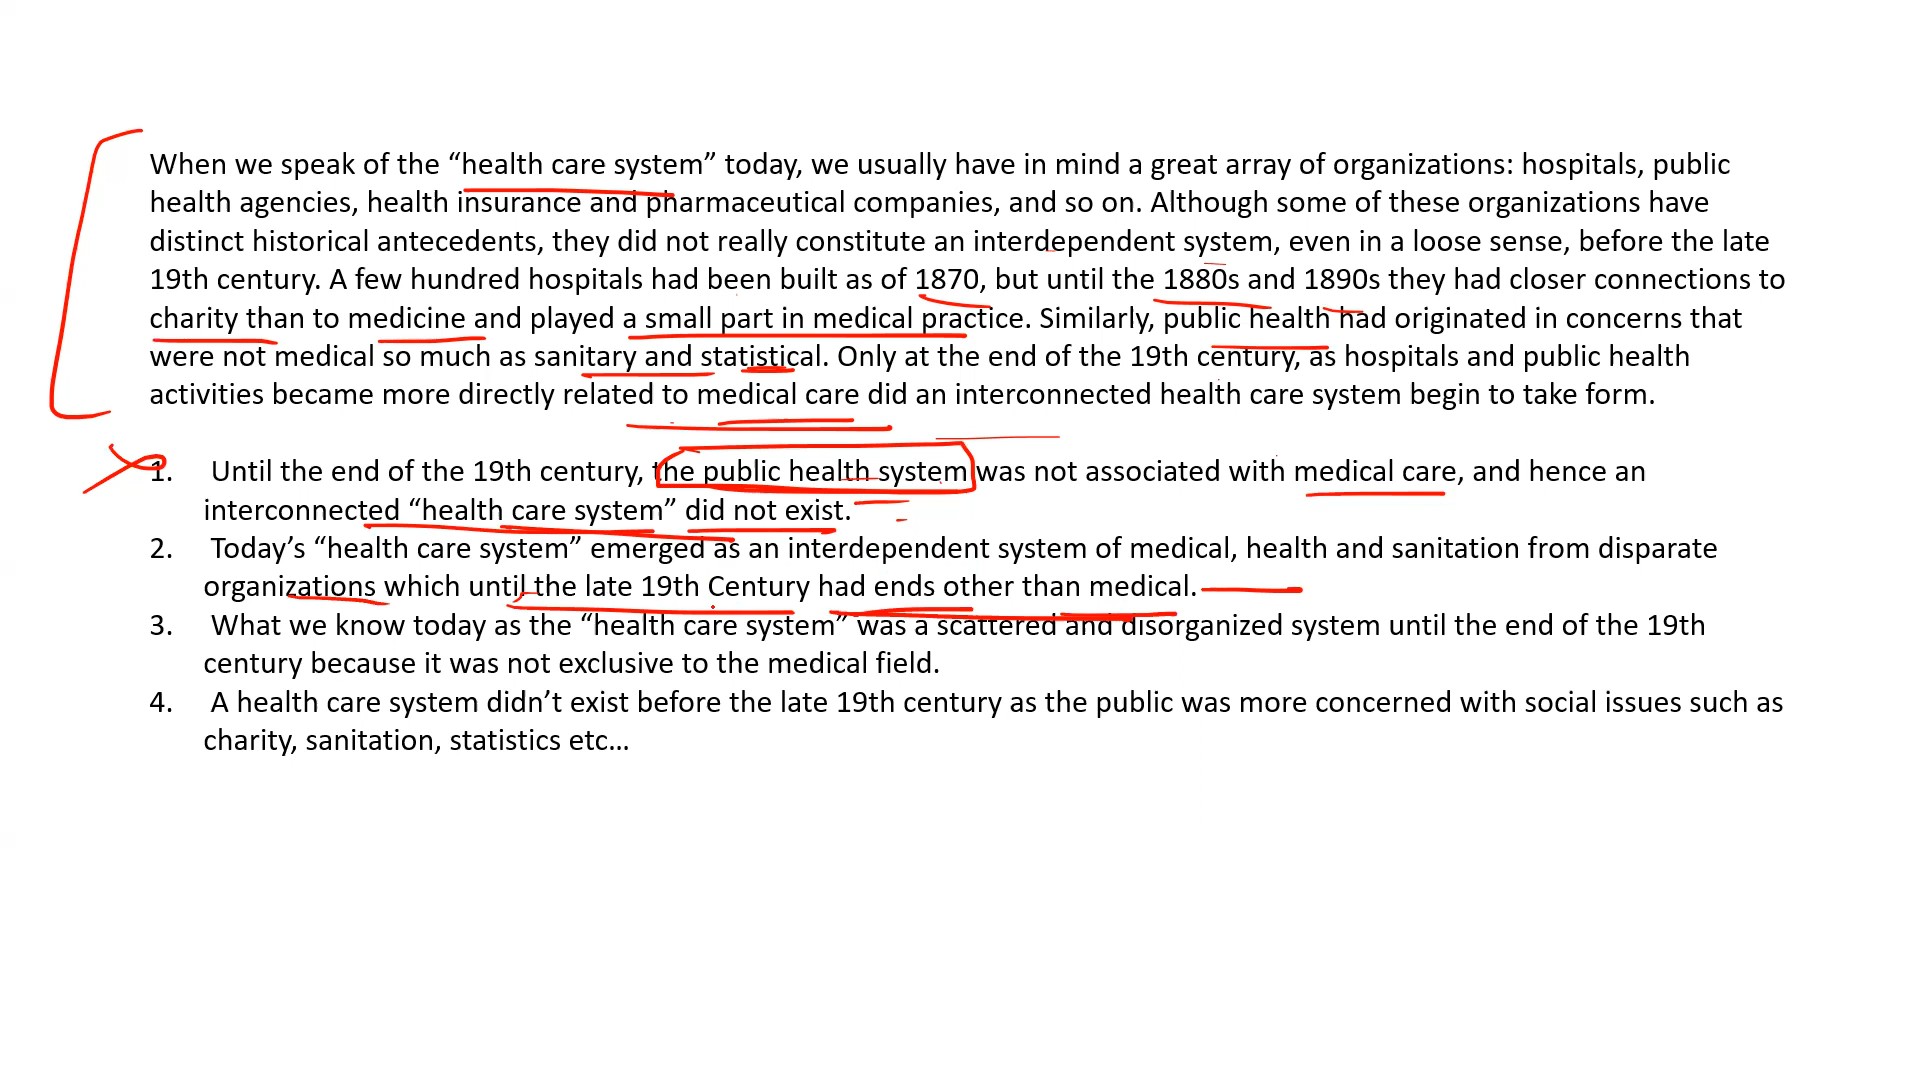 When we speak of the “health care system” today, we usually have in mind a great array of organizations: hospitals, public
health agencies, health insurance and pharmaceutical companies, and so on. Although some of these organizations have
distinct historical antecedents, they did not really constitute an interdependent system, even in a loose sense, before the late
19th century. A few hundred hospitals had been built as of 1870, but until the 1880s and 1890s they had closer connections to
charity than to medicine and played a small part in medical practice. Similarly, public health had originated in concerns that
were not medical so much as sanitary and statistical. Only at the end of the 19th century, as hospitals and public health
activities became more directly related to medical care did an interconnected health care system begin to take form.
1. Until the end of the 19th century, the public health system was not associated with medical care, and hence an
interconnected “health care system” did not exist.
2. Today’s “health care system” emerged as an interdependent system of medical, health and sanitation from disparate
organizations which until the late 19th Century had ends other than medical.
3. What we know today as the “health care system” was a scattered and disorganized system until the end of the 19th
century because it was not exclusive to the medical field.
4. A health care system didn’t exist before the late 19th century as the public was more concerned with social issues such as
charity, sanitation, statistics etc…